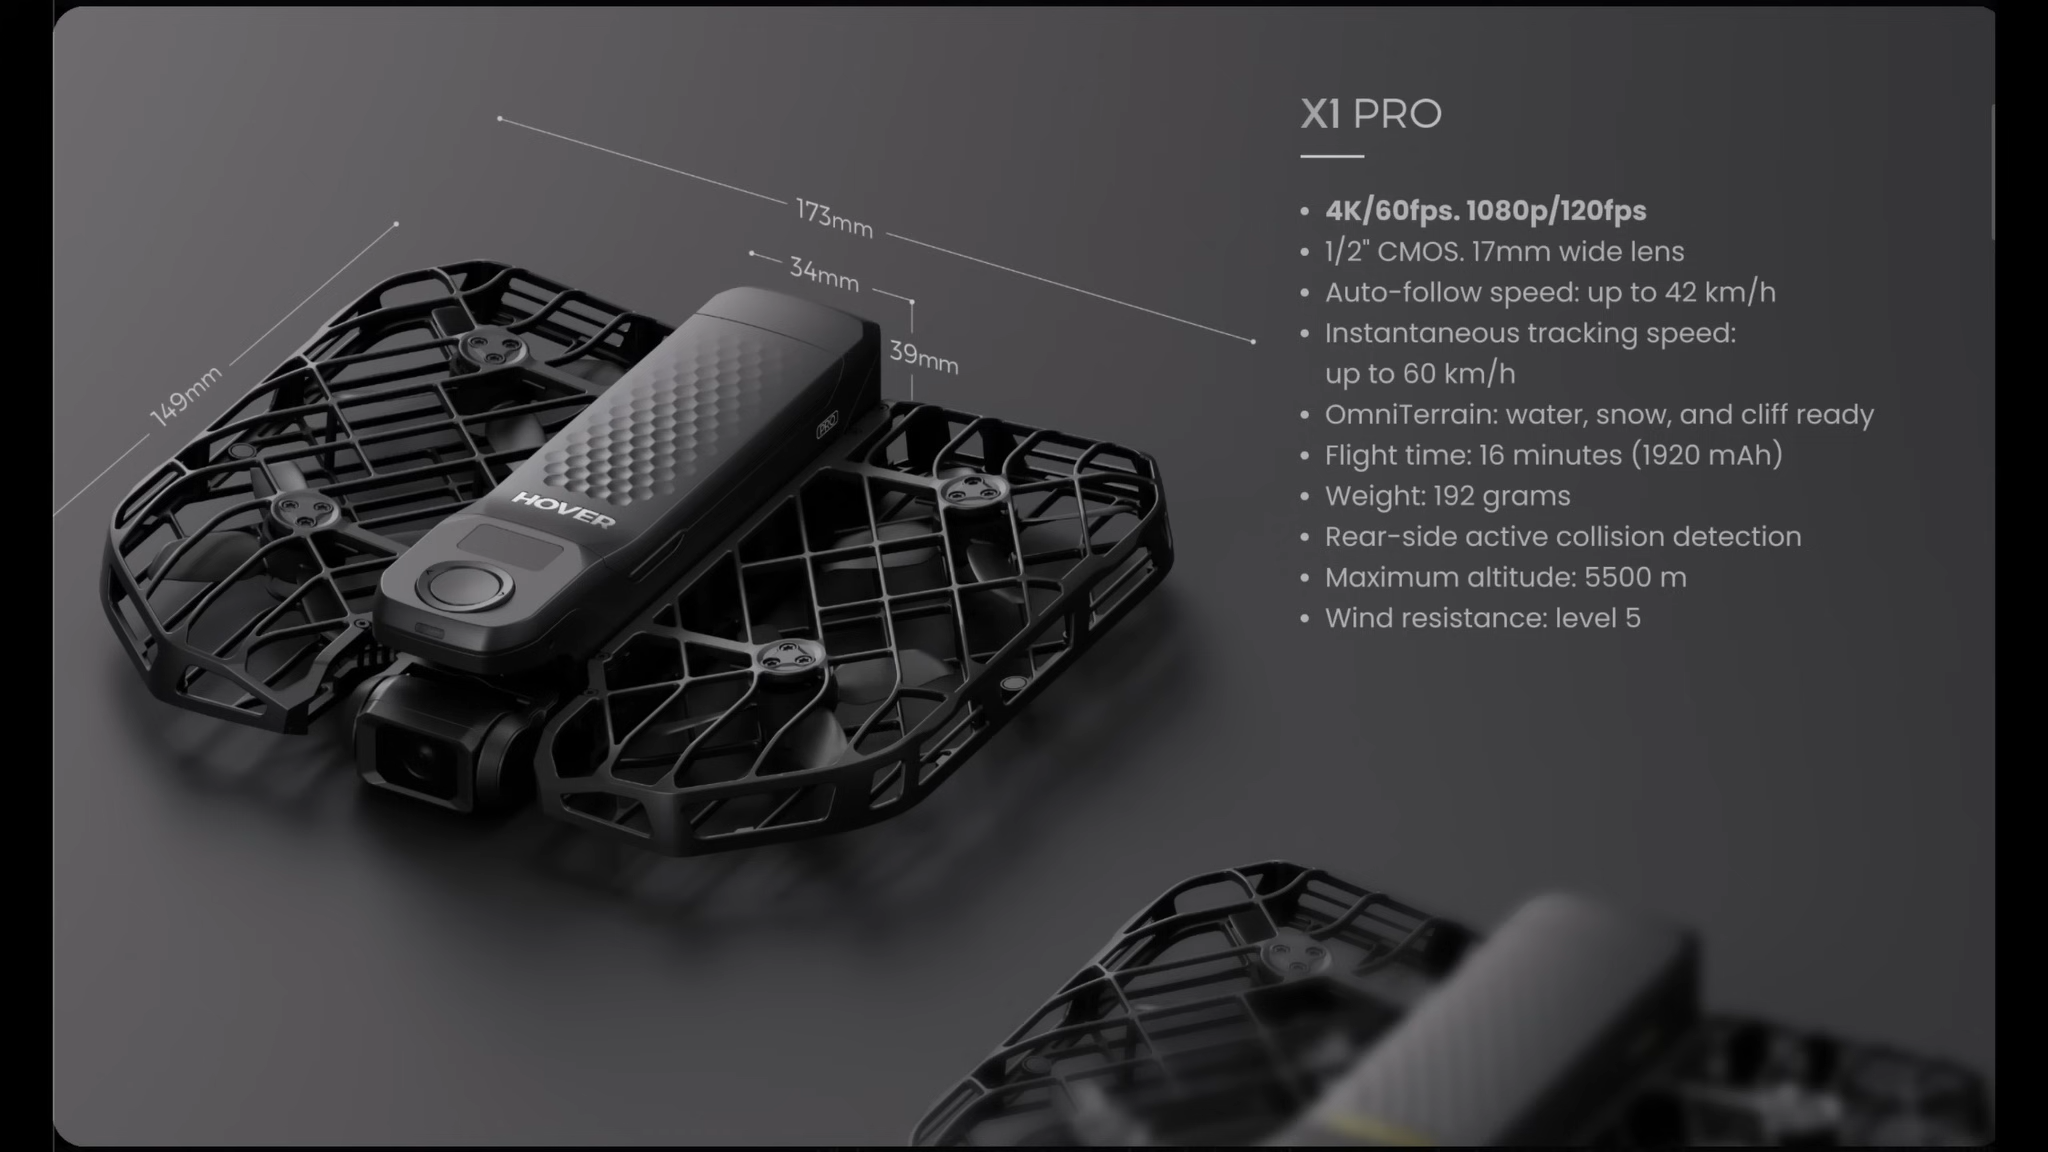 X1 PRO
173mm
34mm
39mm
149mm
PRO
HOVER
• 4K/60fps. 1080p/120fps
• 1/2" CMOS. 17mm wide lens
• Auto-follow speed: up to 42 km/h
• Instantaneous tracking speed:
up to 60 km/h
• OmniTerrain: water, snow, and cliff ready
• Flight time: 16 minutes (1920 mAh)
• Weight: 192 grams
• Rear-side active collision detection
• Maximum altitude: 5500 m
• Wind resistance: level 5